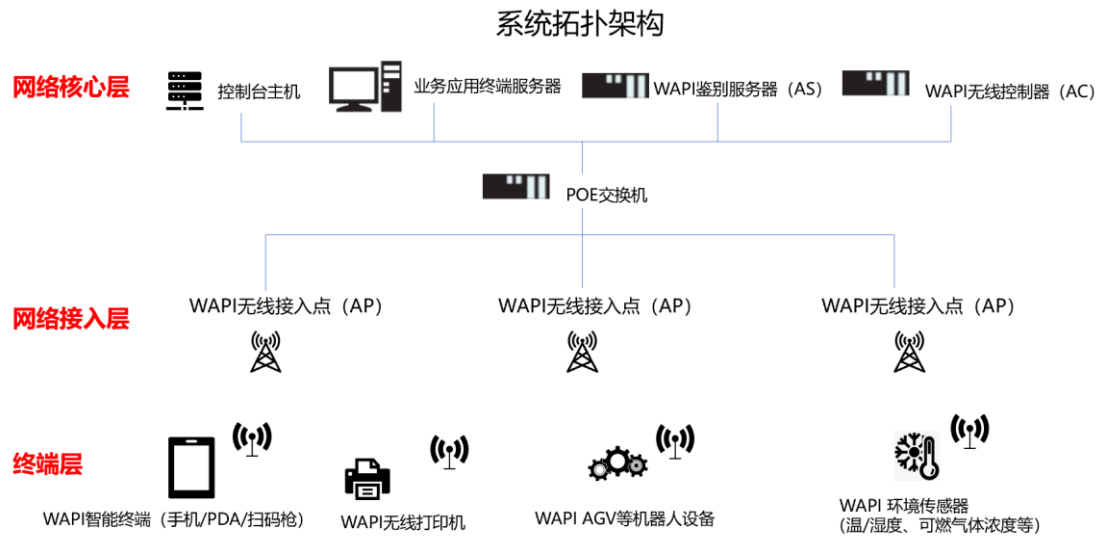 系统拓扑架构
网络核心层
控制台主机
业务应用终端服务器
WAPI鉴别服务器（AS）
WAPI无线控制器（AC）
POE交换机
网络接入层
WAPI无线接入点（AP）
WAPI无线接入点（AP）
WAPI无线接入点（AP）
终端层
WAPI智能终端（手机/PDA/扫码枪）
WAPI无线打印机
WAPI AGV等机器人设备
WAPI 环境传感器
(温/湿度、可燃气体浓度等）